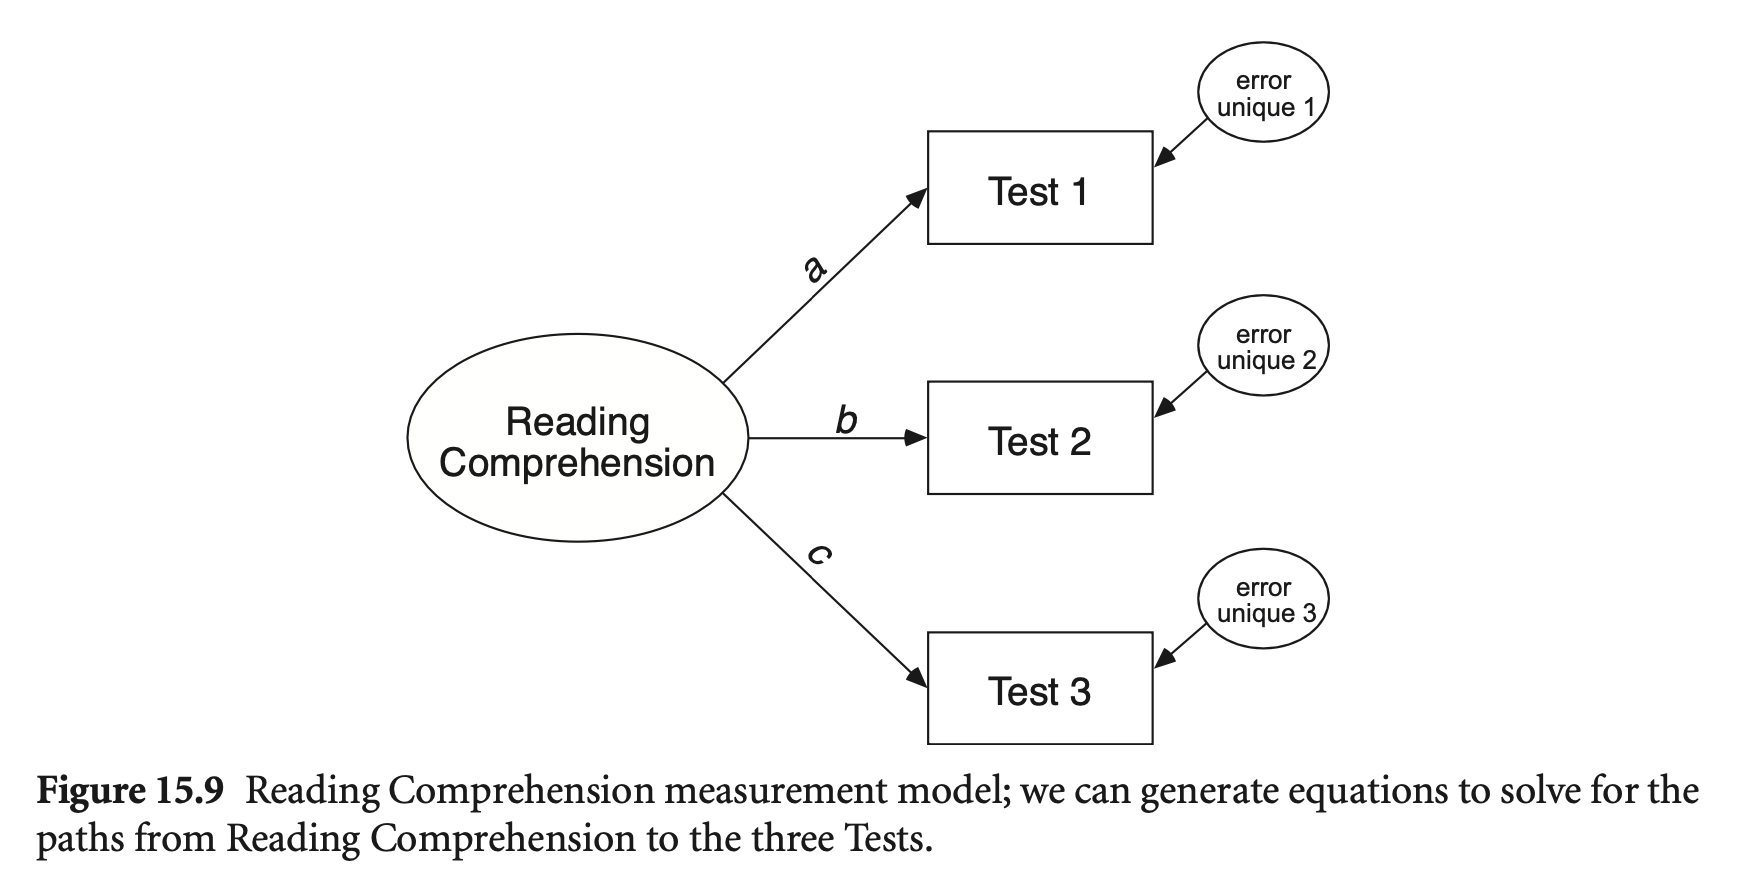 error
unique 1
Test 1
a
error
unique 2
Reading
Comprehension
b
Test 2
c
error
unique 3
Test 3
Figure 15.9 Reading Comprehension measurement model; we can generate equations to solve for the
paths from Reading Comprehension to the three Tests.